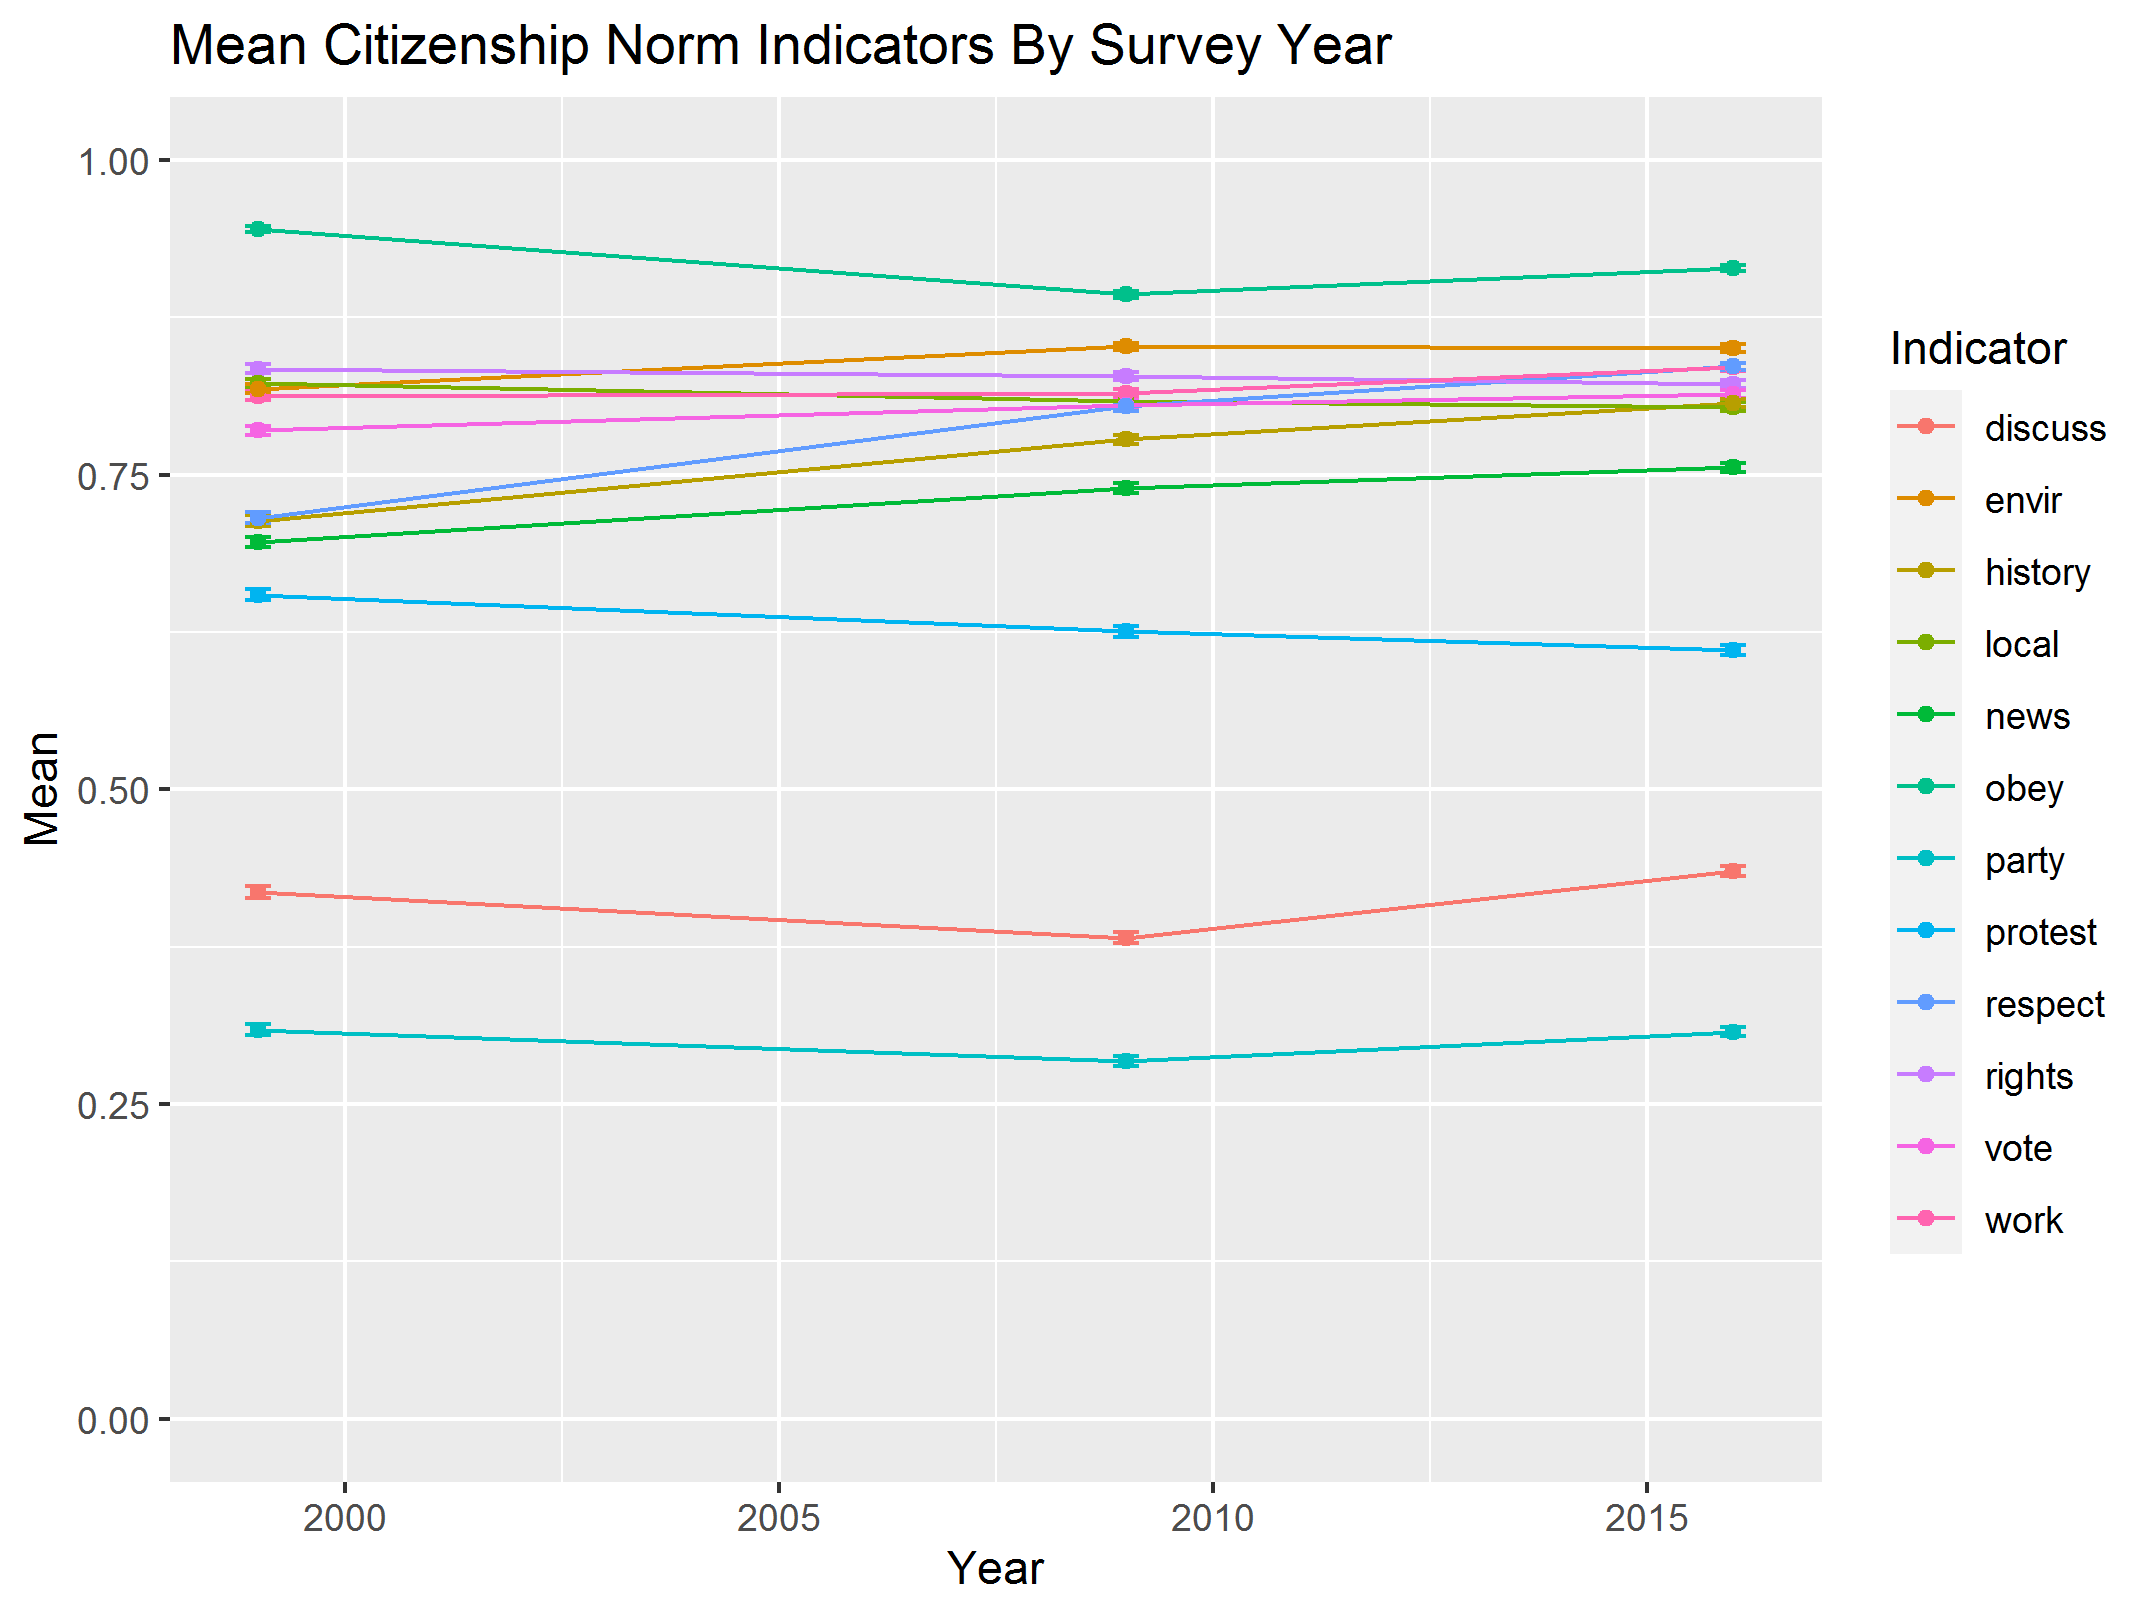 Mean Citizenship Norm Indicators By Survey Year
1.00
0.75
0.50
0.25
0.00
Mean
2000
2005
2010
2015
Year
Indicator
discuss
envir
history
local
news
obey
party
protest
respect
rights
vote
work